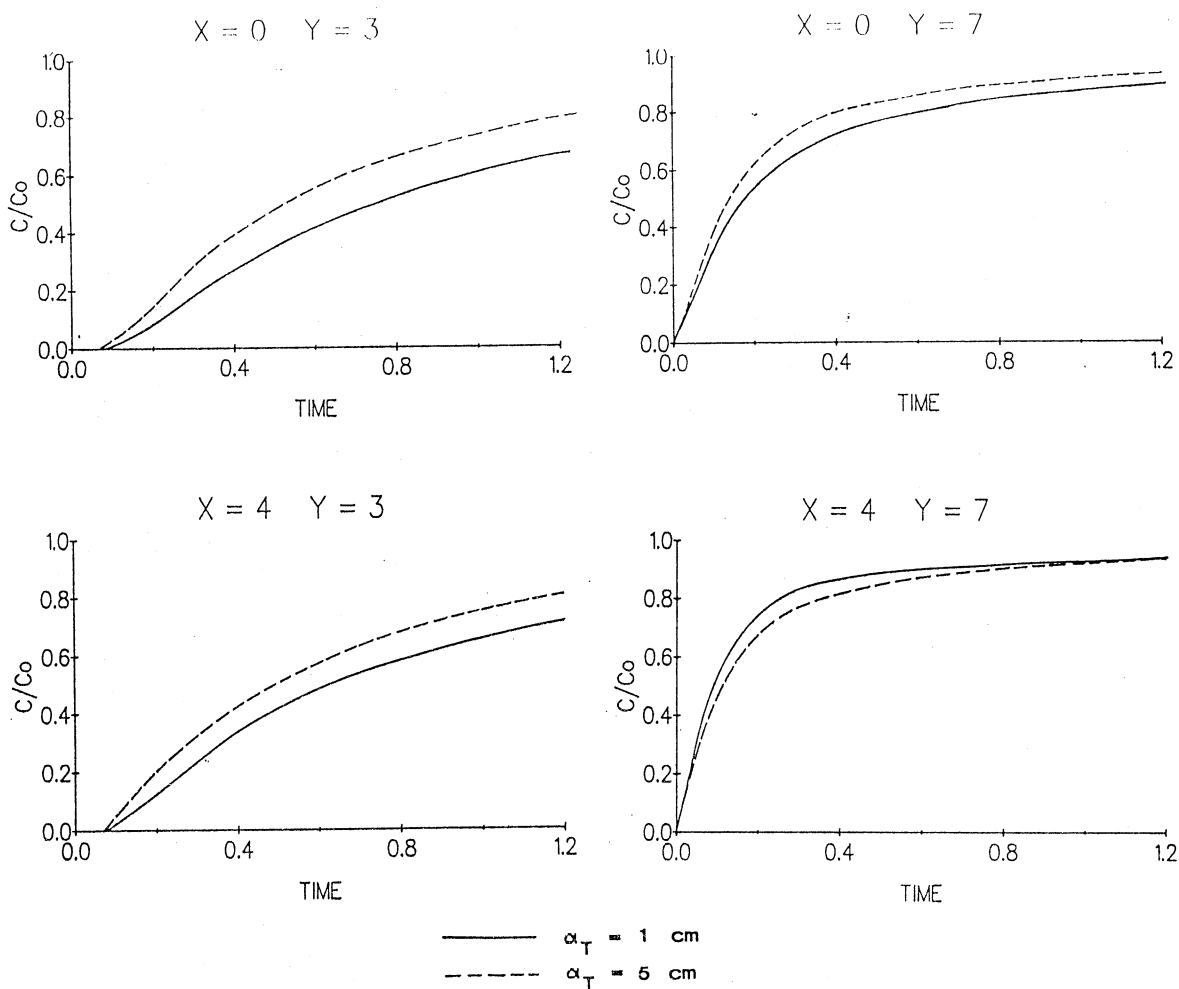 X = 0 Y = 3
1.0
0.8
0.6
0.4
0.2
0.0
C/Co
0.0 0.4 0.8 1.2
TIME
X = 0 Y = 7
1.0
0.8
0.6
0.4
0.2
0.0
C/Co
0.0 0.4 0.8 1.2
TIME
X = 4 Y = 3
1.0
0.8
0.6
0.4
0.2
0.0
C/Co
0.0 0.4 0.8 1.2
TIME
X = 4 Y = 7
1.0
0.8
0.6
0.4
0.2
0.0
C/Co
0.0 0.4 0.8 1.2
TIME
α_T = 1 cm
α_T = 5 cm